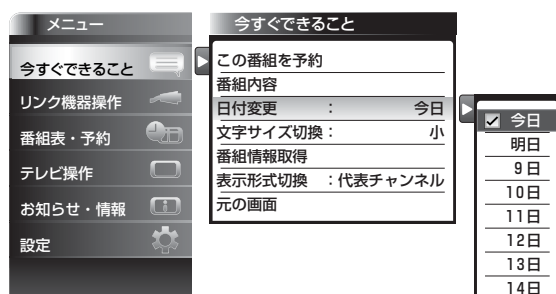 メニュー
今すぐできること
リンク機器操作
番組表・予約
テレビ操作
お知らせ・情報
設定
今すぐできること
この番組を予約
番組内容
日付変更　：　今日
文字サイズ切換：　小
番組情報取得
表示形式切換　：代表チャンネル
元の画面
今日
明日
9日
10日
11日
12日
13日
14日